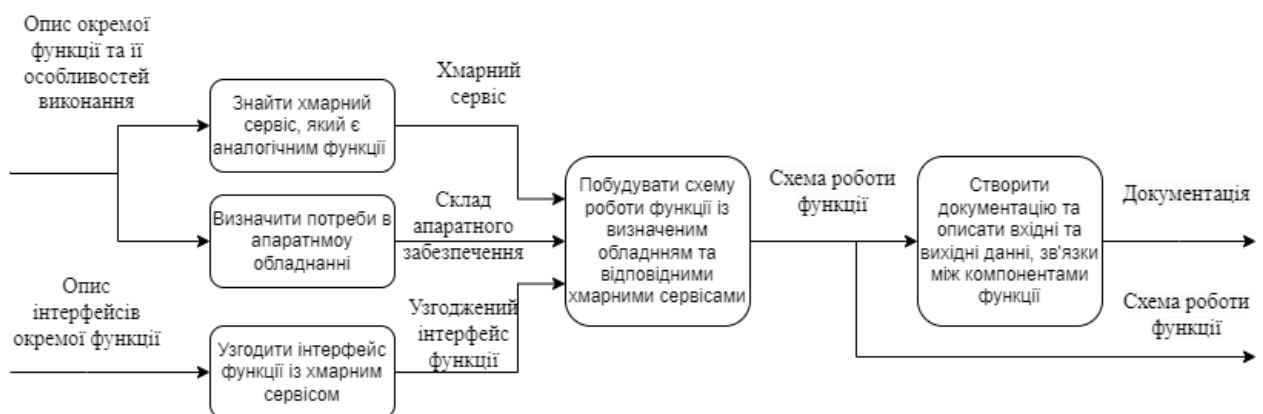 Опис окремої
функції та її
особливостей
виконання
Знайти хмарний
сервіс, який є
аналогічним функції
Хмарний
сервіс
Визначити потреби в
апаратнмоу
обладнанні
Склад
апаратного
забезпечення
Опис
інтерфейсів
окремої функції
Узгодити інтерфейс
функції із хмарним
сервісом
Узгоджений
інтерфейс
функції
Побудувати схему
роботи функції із
визначеним
обладнням та
відповідними
хмарними сервісами
Схема роботи
функції
Створити
документацію та
описати вхідні та
вихідні данні, зв'язки
між компонентами
функції
Документація
Схема роботи
функції